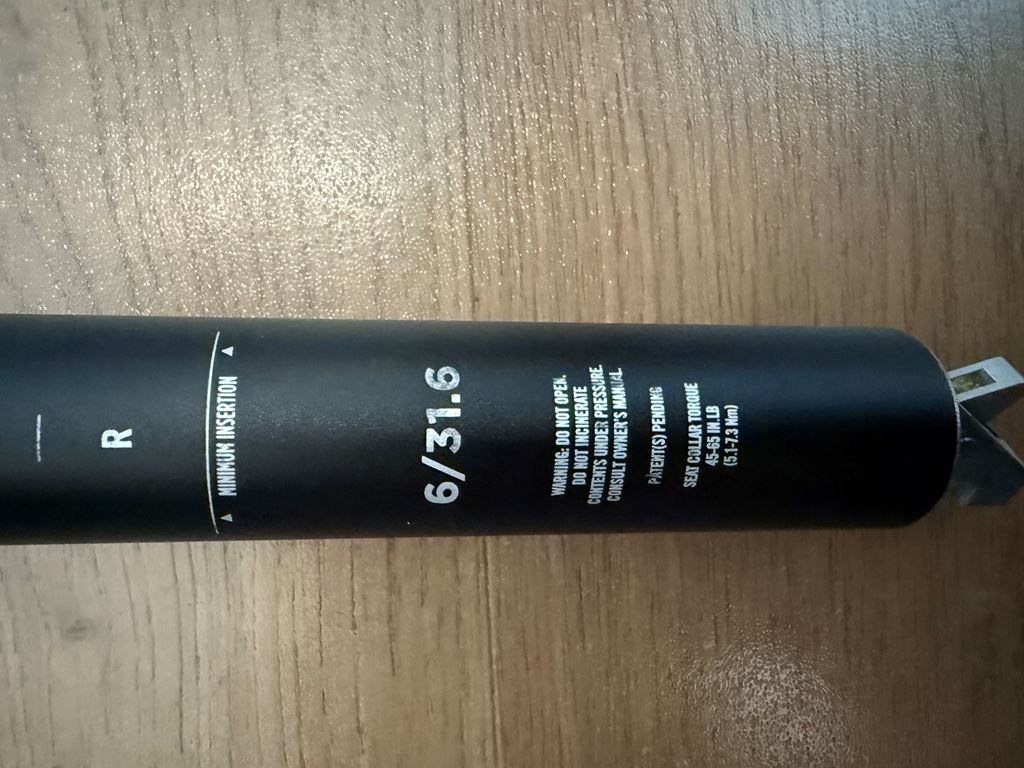 R
MINIMUM INSERTION
6/31.6
WARNING: DO NOT OPEN.
DO NOT INCINERATE
CONTENTS UNDER PRESSURE.
CONSULT OWNER'S MANUAL.
PATENT(S) PENDING
SEAT COLLAR TORQUE
45-65 IN.LB
(5.1-7.3 Nm)